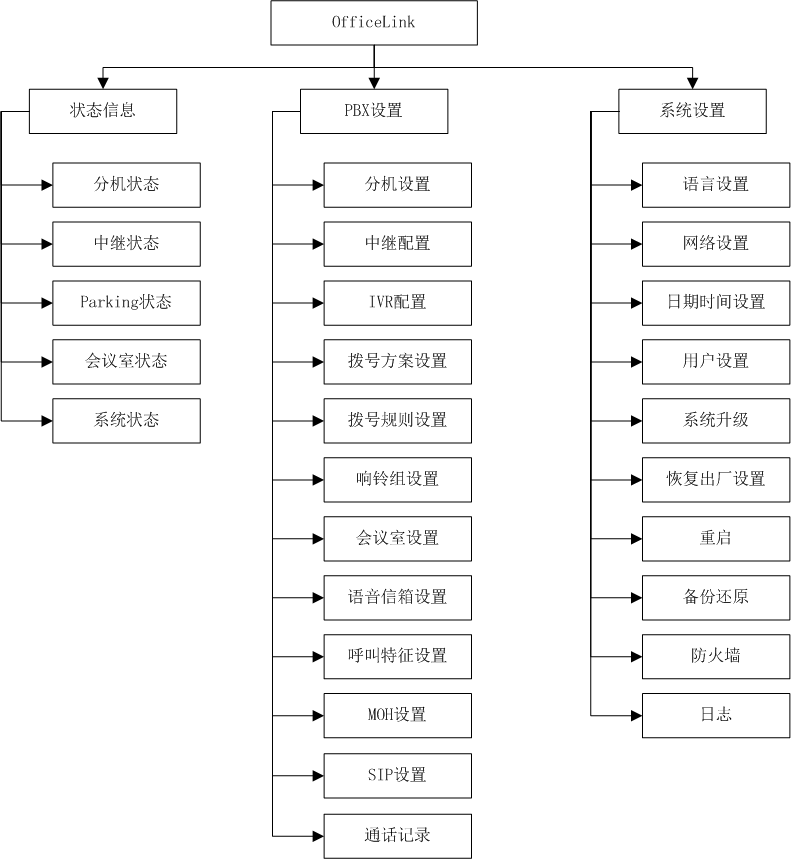 OfficeLink
状态信息
分机状态
中继状态
Parking状态
会议室状态
系统状态
PBX设置
分机设置
中继配置
IVR配置
拨号方案设置
拨号规则设置
响铃组设置
会议室设置
语音信箱设置
呼叫特征设置
MOH设置
SIP设置
通话记录
系统设置
语言设置
网络设置
日期时间设置
用户设置
系统升级
恢复出厂设置
重启
备份还原
防火墙
日志